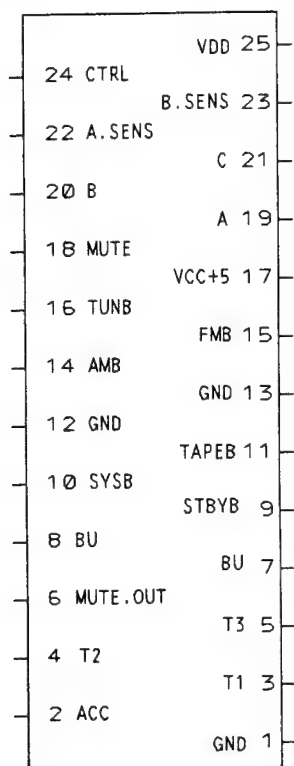 VDD 25
24 CTRL
B.SENS 23
22 A.SENS
C 21
20 B
A 19
18 MUTE
VCC+5 17
16 TUNB
FMB 15
14 AMB
GND 13
12 GND
TAPEB 11
10 SYSB
STBYB 9
8 BU
BU 7
6 MUTE.OUT
T3 5
4 T2
T1 3
2 ACC
GND 1